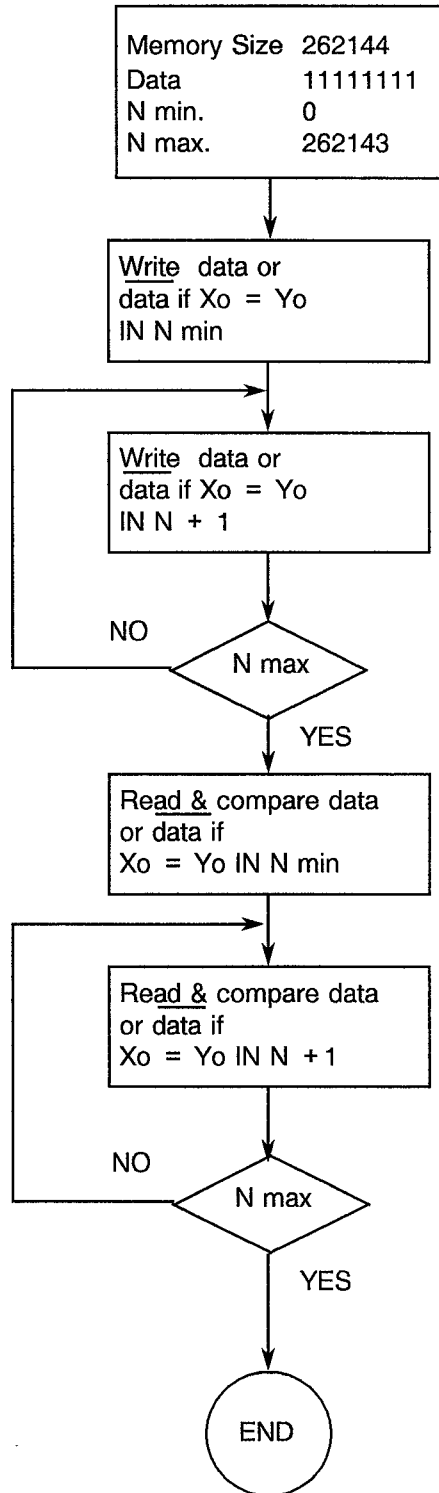 Memory Size 262144
Data 11111111
N min. 0
N max. 262143
Write data or
data if Xo = Yo
IN N min
Write data or
data if Xo = Yo
IN N + 1
NO
N max
YES
Read & compare data
or data if
Xo = Yo IN N min
Read & compare data
or data if
Xo = Yo IN N +1
NO
N max
YES
END